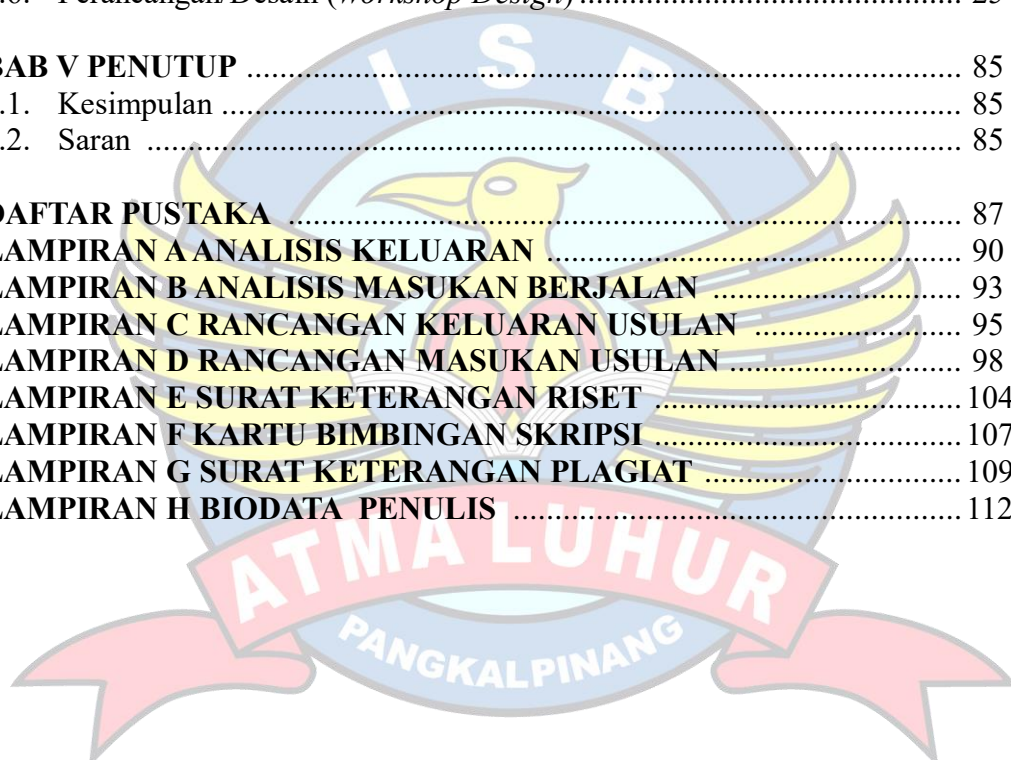 Perancangan/Desain (Workshop Design) ........ 25
BAB V PENUTUP ........ 85
.1. Kesimpulan ........ 85
.2. Saran ........ 85
DAFTAR PUSTAKA ........ 87
LAMPIRAN A ANALISIS KELUARAN ........ 90
LAMPIRAN B ANALISIS MASUKAN BERJALAN ........ 93
LAMPIRAN C RANCANGAN KELUARAN USULAN ........ 95
LAMPIRAN D RANCANGAN MASUKAN USULAN ........ 98
LAMPIRAN E SURAT KETERANGAN RISET ........ 104
LAMPIRAN F KARTU BIMBINGAN SKRIPSI ........ 107
LAMPIRAN G SURAT KETERANGAN PLAGIAT ........ 109
LAMPIRAN H BIODATA PENULIS ........ 112
I S B
ATMA LUHUR
PANGKALPINANG